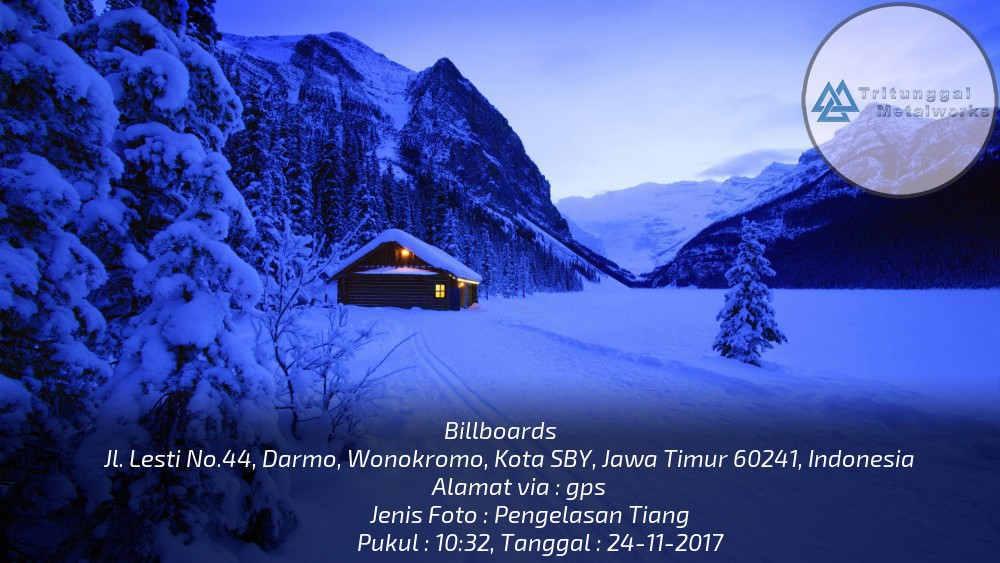 Tritunggal
Metalworks
Billboards
Jl. Lesti No.44, Darmo, Wonokromo, Kota SBY, Jawa Timur 60241, Indonesia
Alamat via : gps
Jenis Foto : Pengelasan Tiang
Pukul : 10:32, Tanggal : 24-11-2017